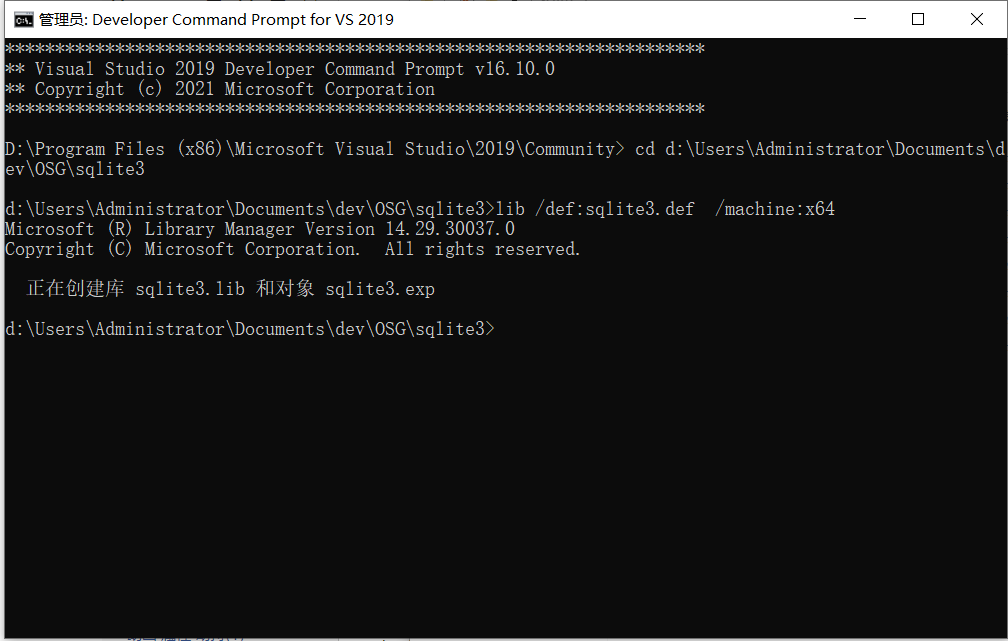 管理员: Developer Command Prompt for VS 2019
**********************************************************************
** Visual Studio 2019 Developer Command Prompt v16.10.0
** Copyright (c) 2021 Microsoft Corporation
**********************************************************************
D:\Program Files (x86)\Microsoft Visual Studio\2019\Community> cd d:\Users\Administrator\Documents\d
ev\OSG\sqlite3
d:\Users\Administrator\Documents\dev\OSG\sqlite3>lib /def:sqlite3.def  /machine:x64
Microsoft (R) Library Manager Version 14.29.30037.0
Copyright (C) Microsoft Corporation.  All rights reserved.
正在创建库 sqlite3.lib 和对象 sqlite3.exp
d:\Users\Administrator\Documents\dev\OSG\sqlite3>